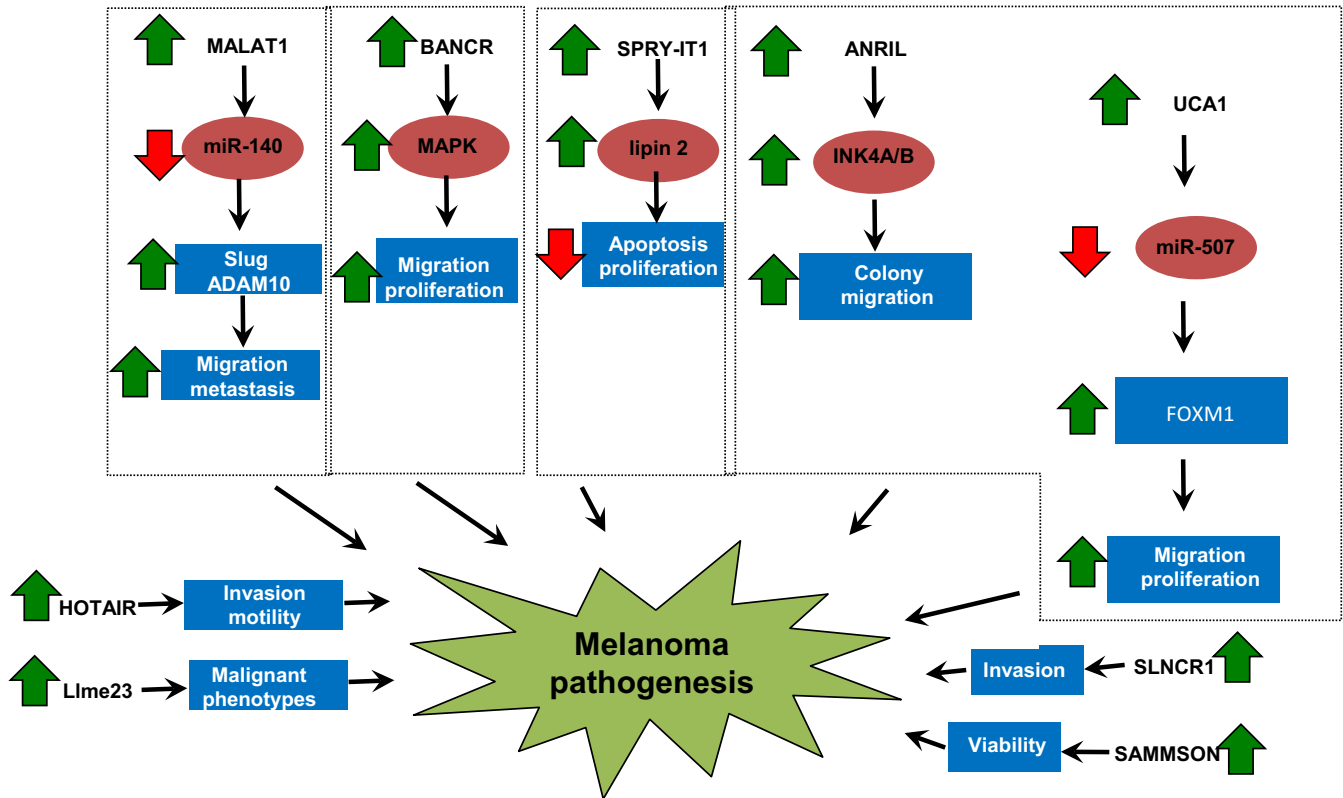 MALAT1
miR-140
Slug
ADAM10
Migration
metastasis
BANCR
MAPK
Migration
proliferation
SPRY-IT1
lipin 2
Apoptosis
proliferation
ANRIL
INK4A/B
Colony
migration
UCA1
miR-507
FOXM1
Migration
proliferation
HOTAIR
Invasion
motility
LIme23
Malignant
phenotypes
Melanoma
pathogenesis
Invasion
SLNCR1
Viability
SAMMSON